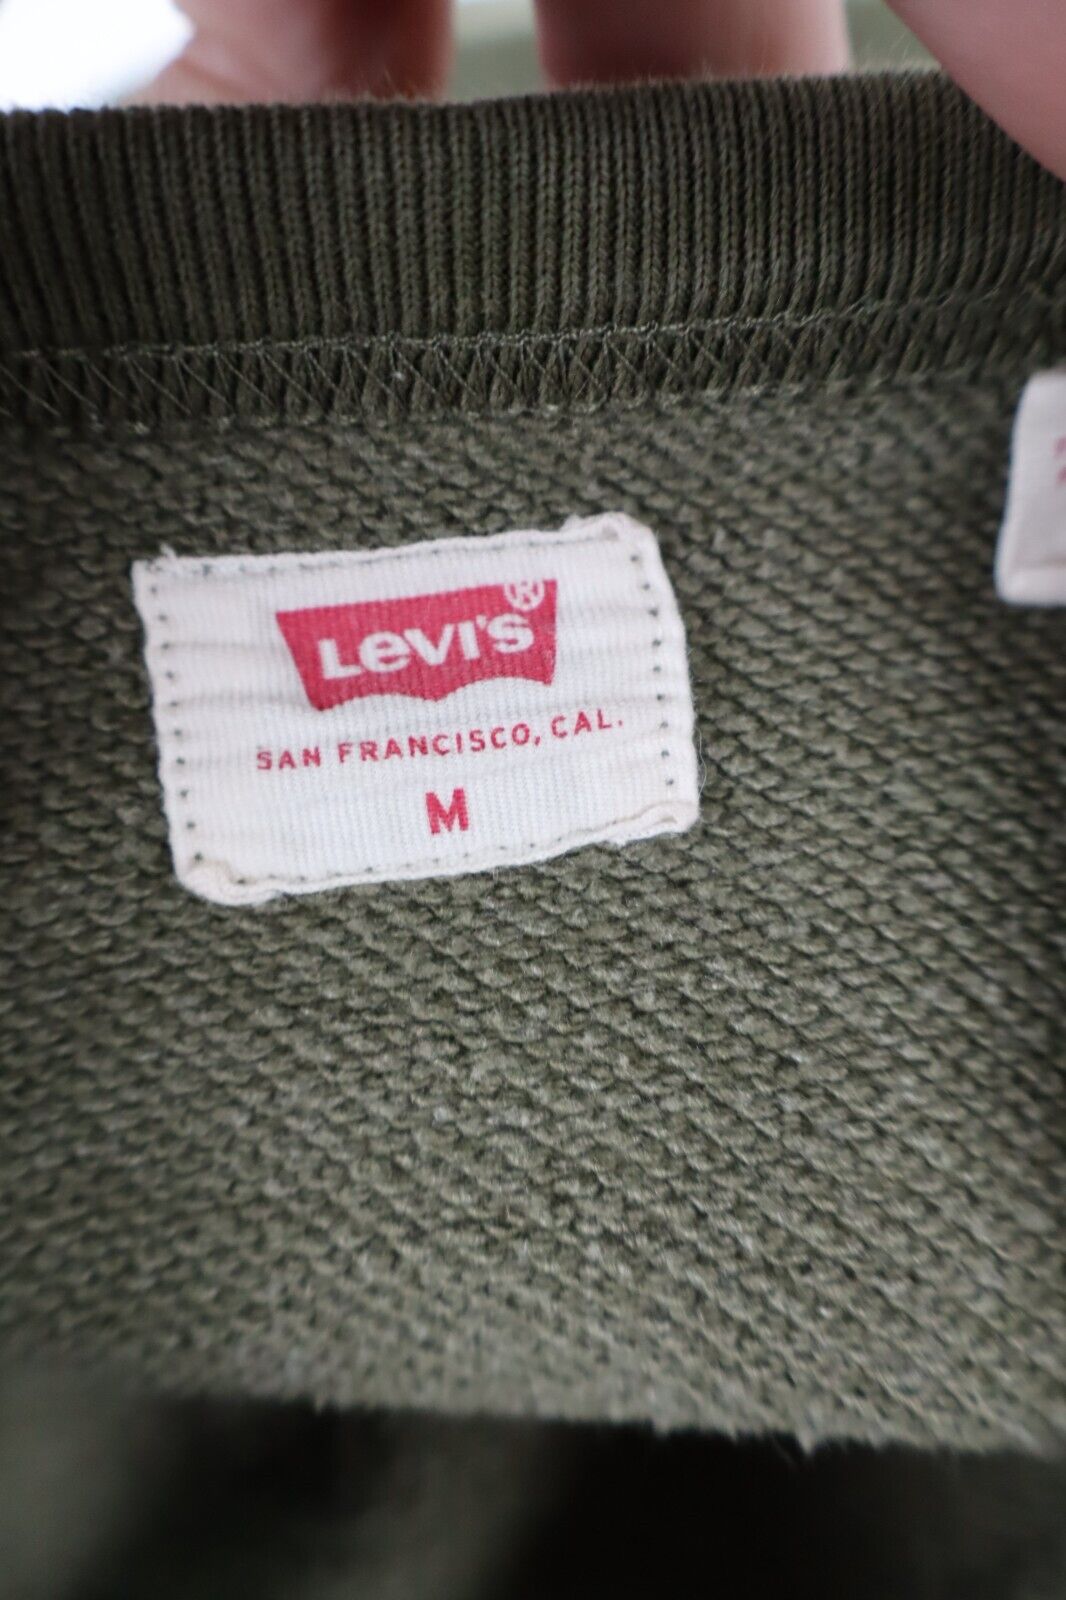 Levi's®
SAN FRANCISCO, CAL.
M